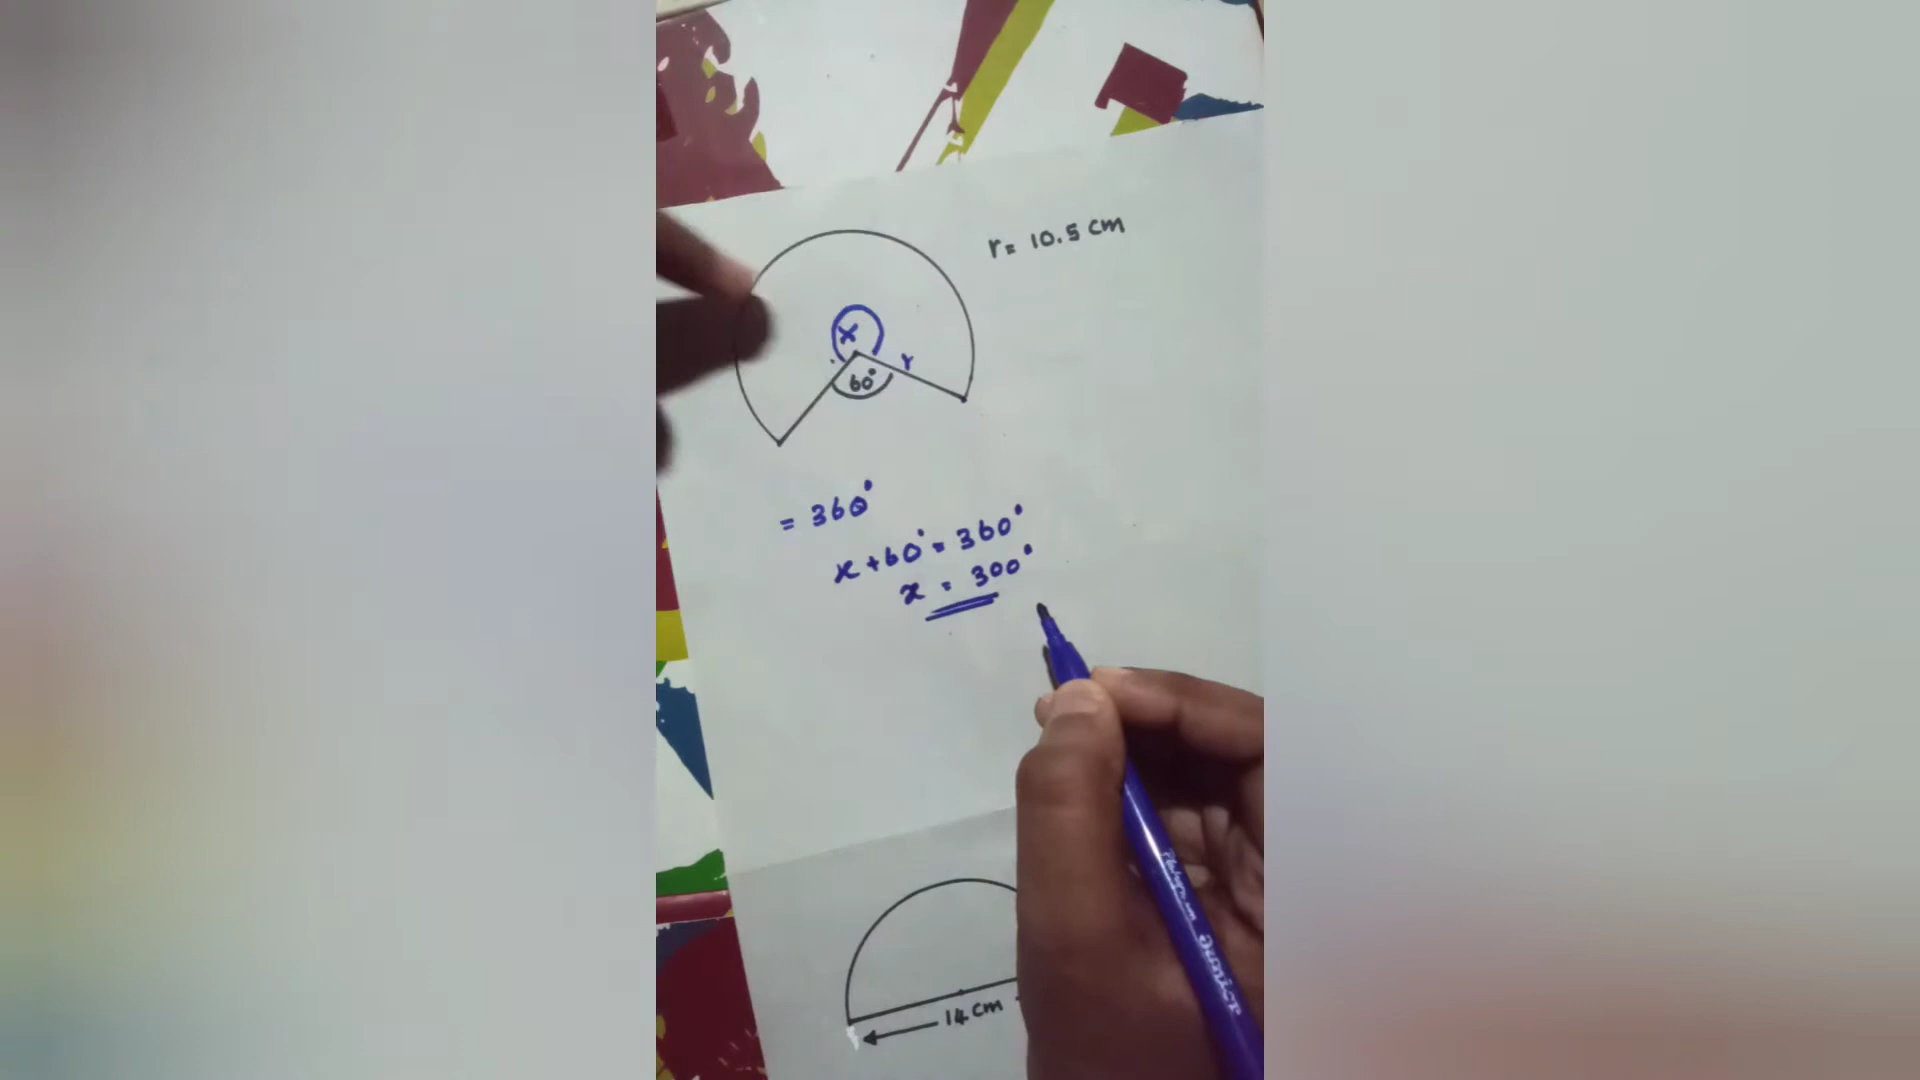 r= 10.5 cm
x
r
60°
= 360°
x+60° = 360°
x = 300°
14 cm